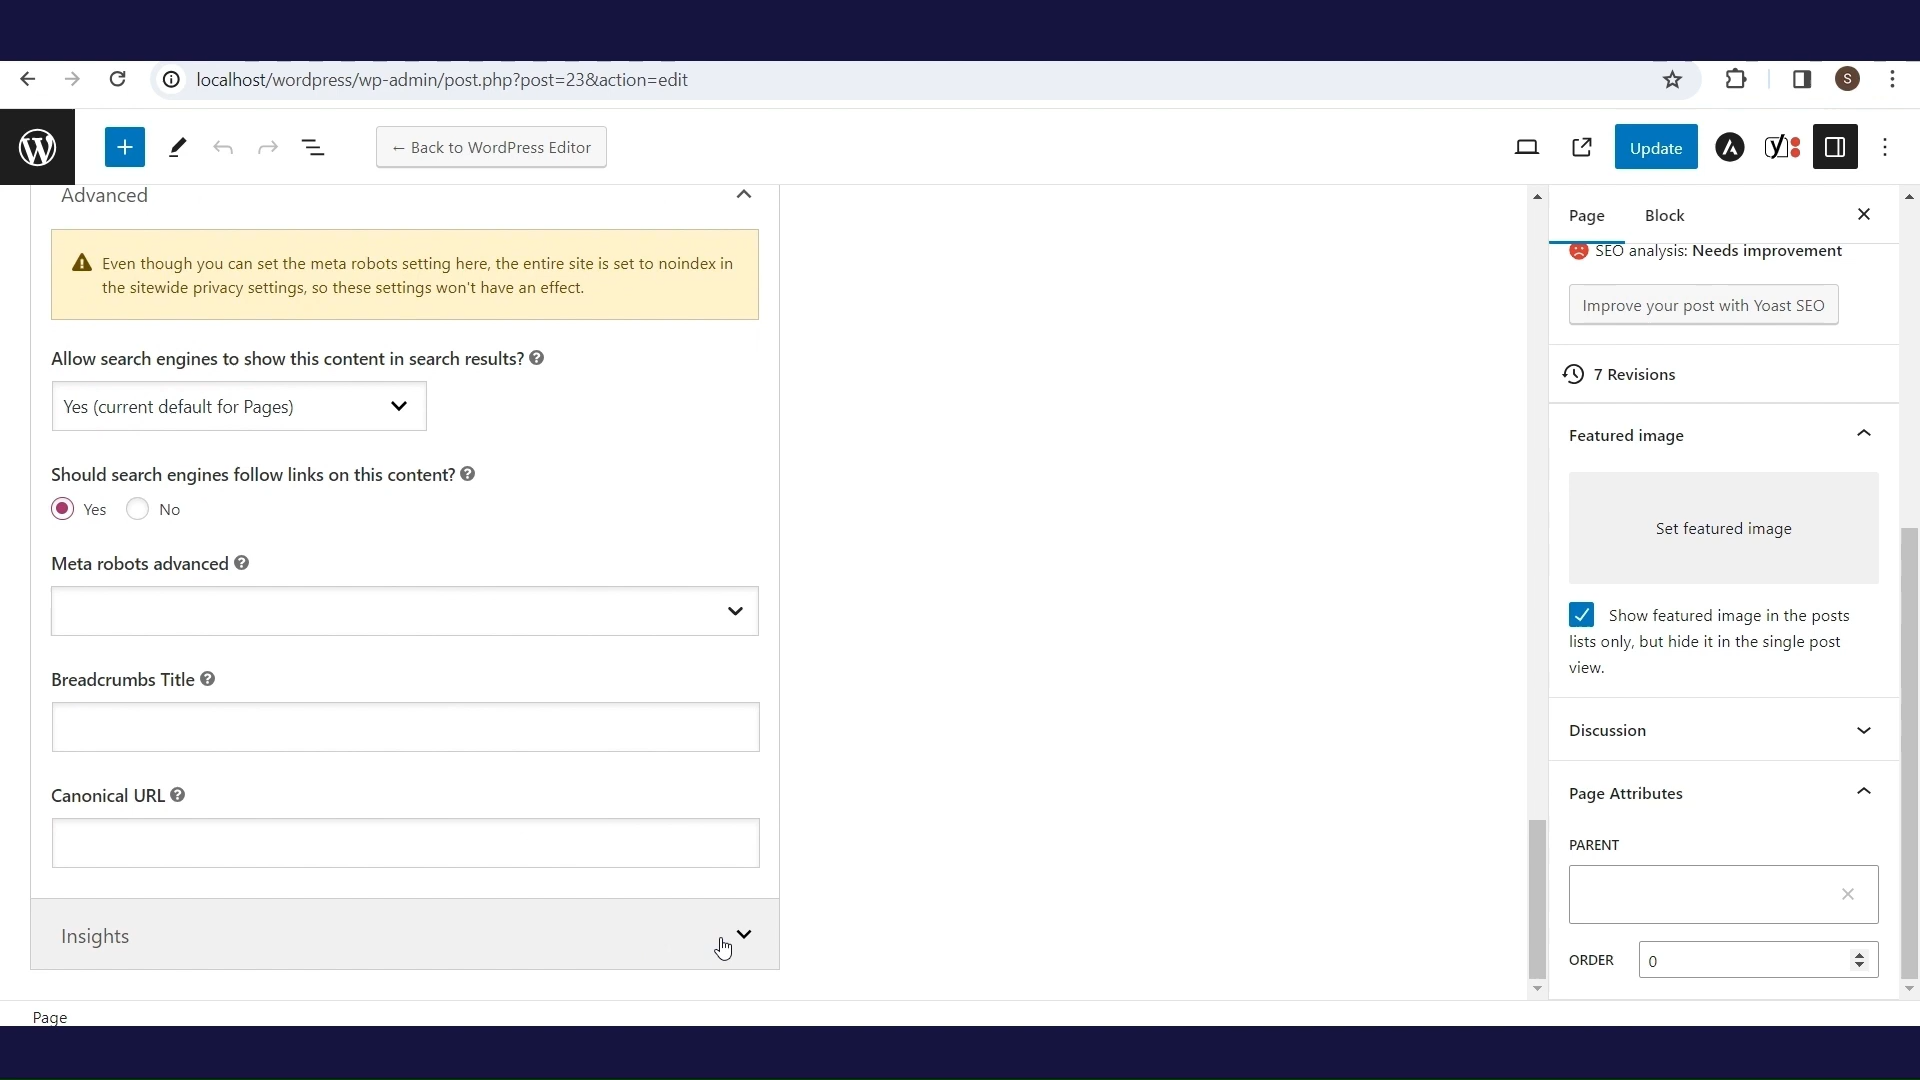 localhost/wordpress/wp-admin/post.php?post=23&action=edit
S
← Back to WordPress Editor
Update
Advanced
Even though you can set the meta robots setting here, the entire site is set to noindex in
the sitewide privacy settings, so these settings won't have an effect.
Allow search engines to show this content in search results?
Yes (current default for Pages)
Should search engines follow links on this content?
Yes
No
Meta robots advanced
Breadcrumbs Title
Canonical URL
Insights
Page
Page
Block
SEO analysis: Needs improvement
Improve your post with Yoast SEO
7 Revisions
Featured image
Set featured image
Show featured image in the posts
lists only, but hide it in the single post
view.
Discussion
Page Attributes
PARENT
ORDER
0